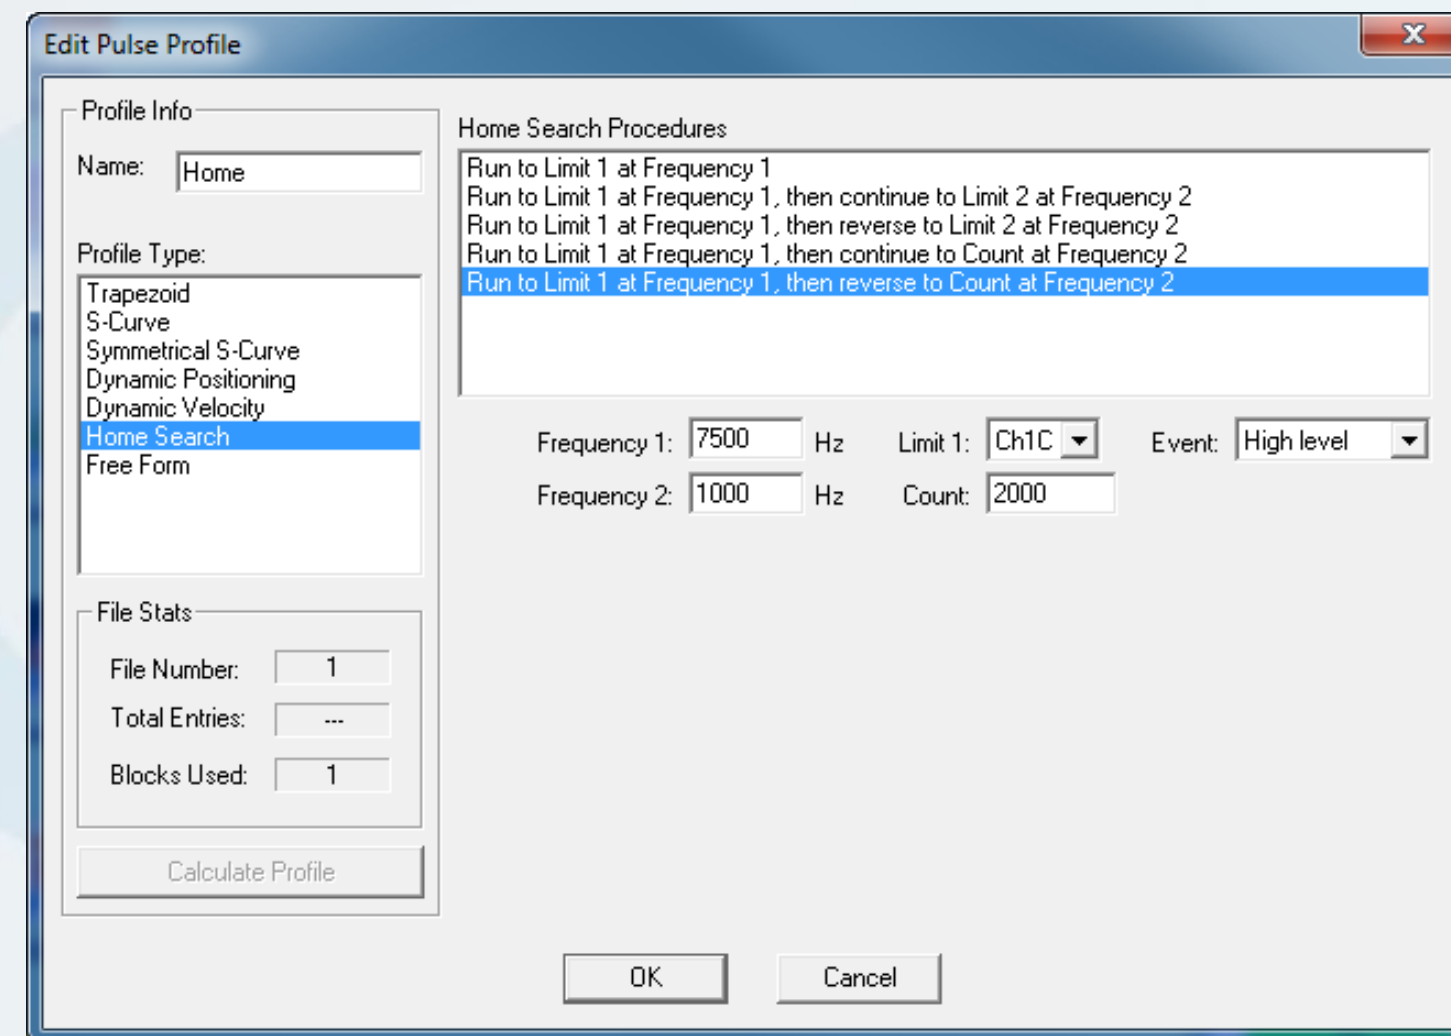 Edit Pulse Profile
Profile Info
Name: Home
Profile Type:
Trapezoid
S-Curve
Symmetrical S-Curve
Dynamic Positioning
Dynamic Velocity
Home Search
Free Form
File Stats
File Number: 1
Total Entries: ---
Blocks Used: 1
Calculate Profile
Home Search Procedures
Run to Limit 1 at Frequency 1
Run to Limit 1 at Frequency 1, then continue to Limit 2 at Frequency 2
Run to Limit 1 at Frequency 1, then reverse to Limit 2 at Frequency 2
Run to Limit 1 at Frequency 1, then continue to Count at Frequency 2
Run to Limit 1 at Frequency 1, then reverse to Count at Frequency 2
Frequency 1: 7500 Hz Limit 1: Ch1C Event: High level
Frequency 2: 1000 Hz Count: 2000
OK Cancel